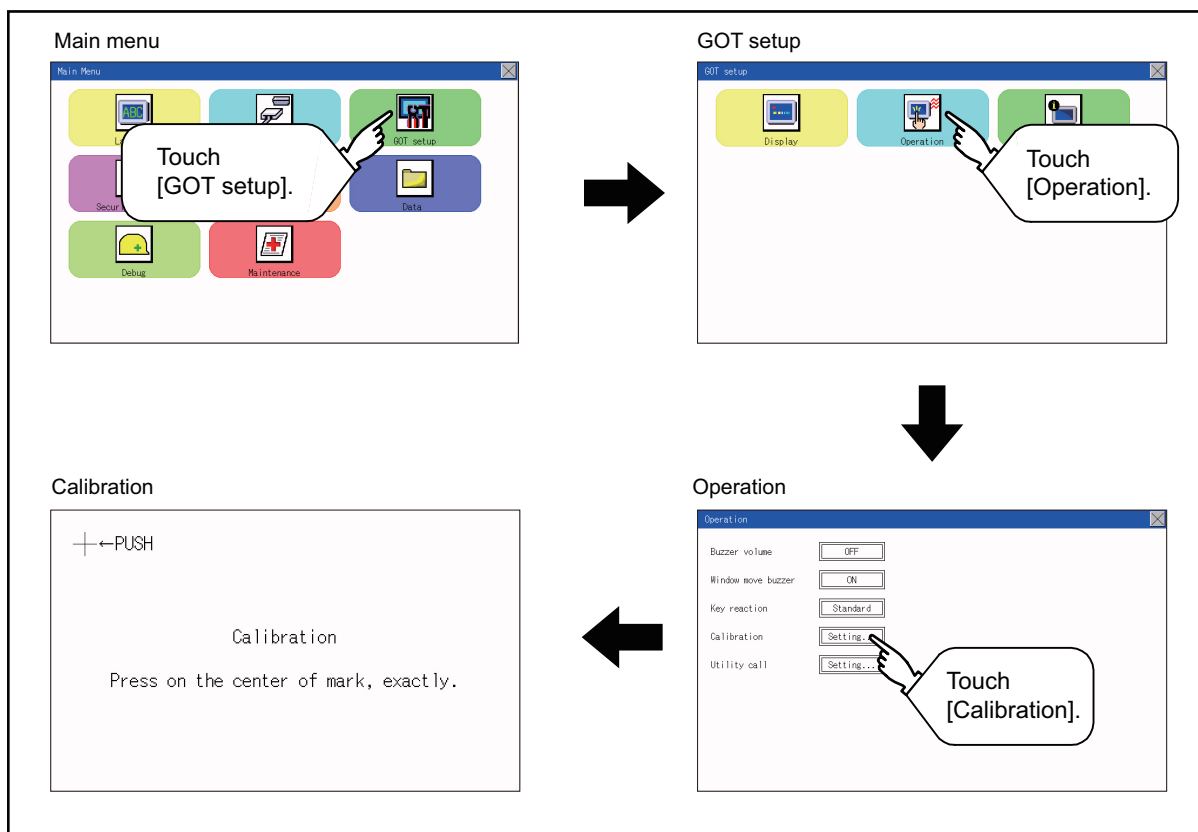 Main menu
Main Menu
ABC
GOT setup
Touch
[GOT setup].
Data
Debug
Maintenance
GOT setup
GOT setup
Display
Operation
Touch
[Operation].
Operation
Operation
Buzzer volume OFF
Window move buzzer ON
Key reaction Standard
Calibration Setting...
Utility call Setting...
Touch
[Calibration].
Calibration
←PUSH
Calibration
Press on the center of mark, exactly.